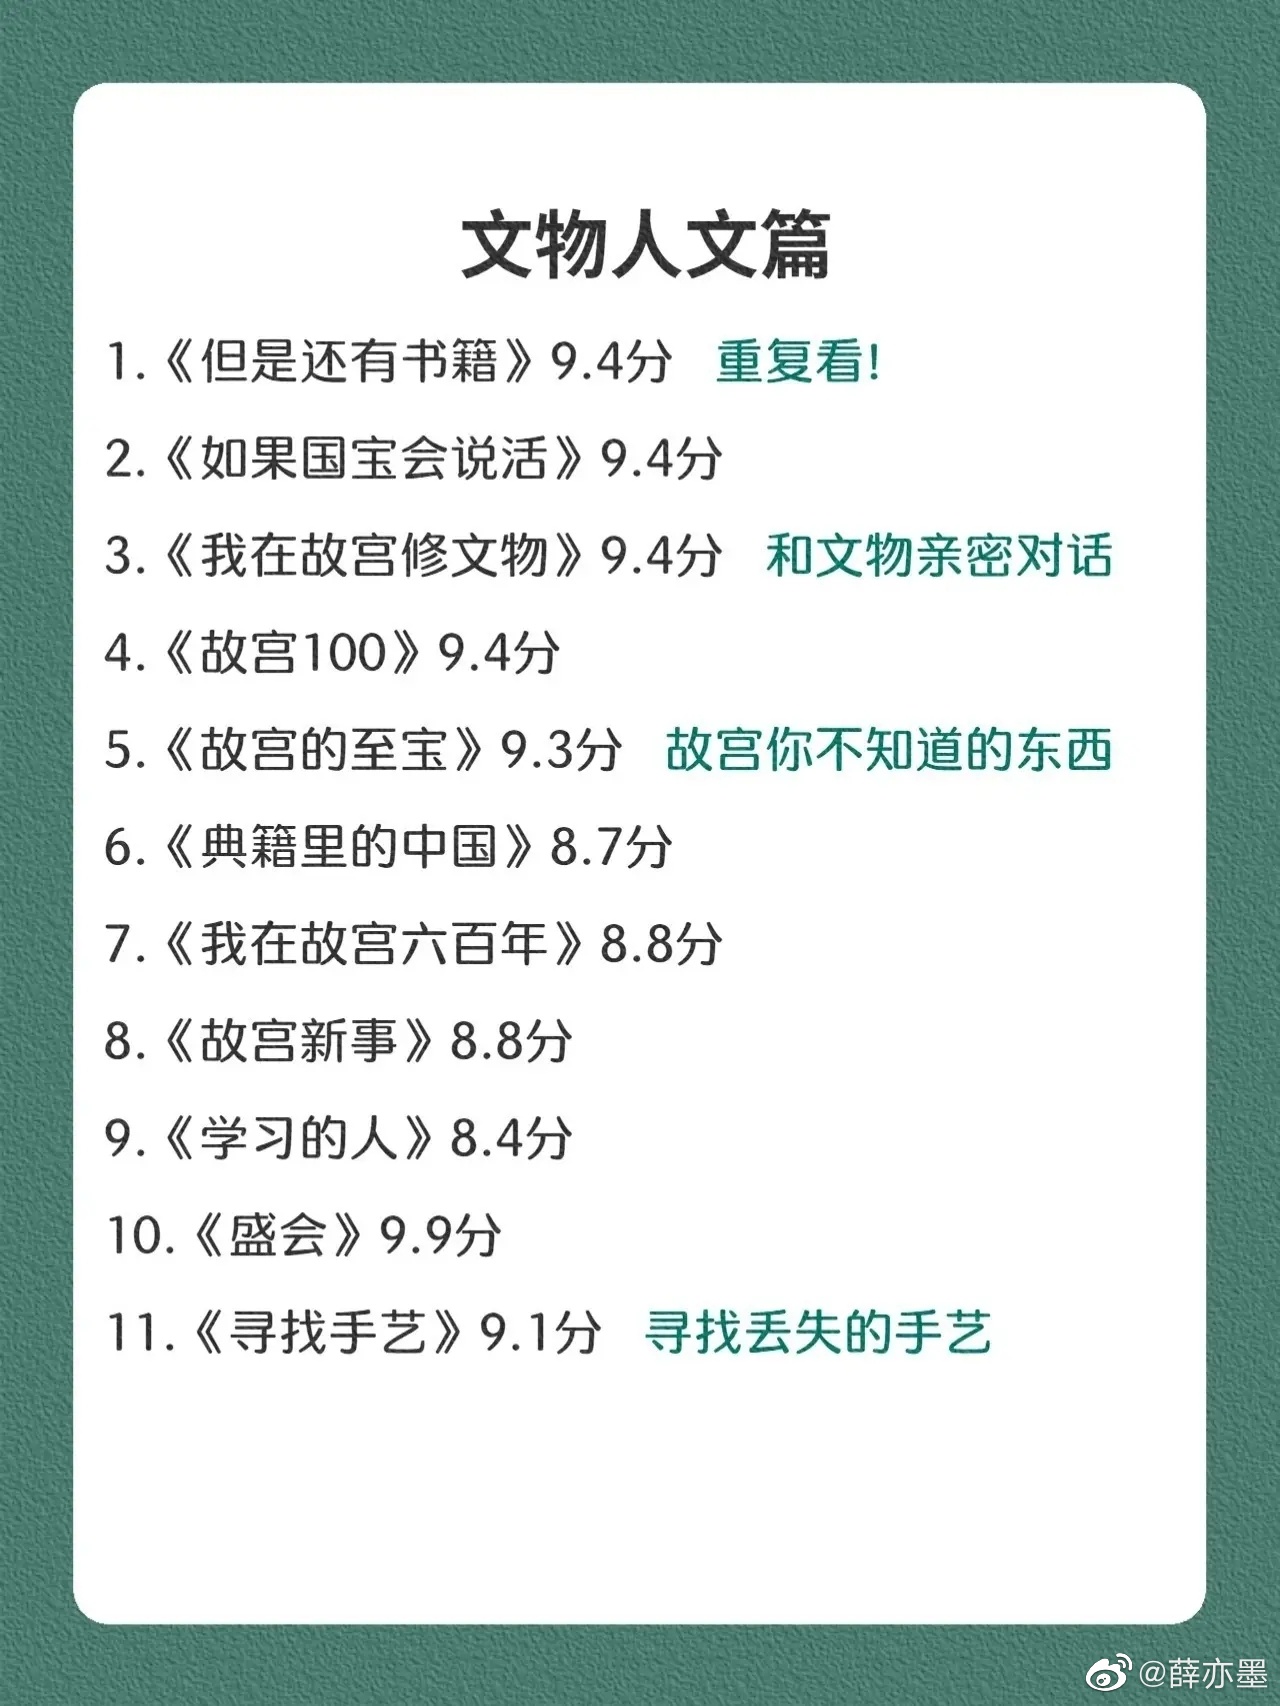 文物人文篇
1.《但是还有书籍》9.4分 重复看!
2.《如果国宝会说活》9.4分
3.《我在故宫修文物》9.4分 和文物亲密对话
4.《故宫100》9.4分
5.《故宫的至宝》9.3分 故宫你不知道的东西
6.《典籍里的中国》8.7分
7.《我在故宫六百年》8.8分
8.《故宫新事》8.8分
9.《学习的人》8.4分
10.《盛会》9.9分
11.《寻找手艺》9.1分 寻找丢失的手艺
@薛亦墨